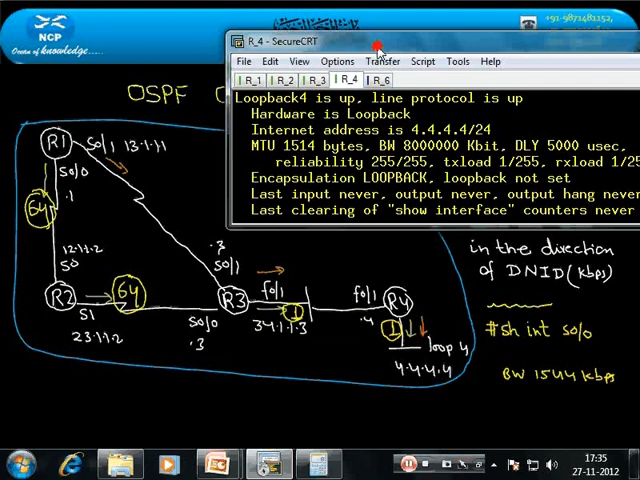 NCP
Ocean of knowledge..
+91-9871481152,
OSPF C
R_4 - SecureCRT
File Edit View Options Transfer Script Tools Help
R_1 R_2 R_3 R_4 R_6
Loopback4 is up, line protocol is up
Hardware is Loopback
Internet address is 4.4.4.4/24
MTU 1514 bytes, BW 8000000 Kbit, DLY 5000 usec,
reliability 255/255, txload 1/255, rxload 1/25
Encapsulation LOOPBACK, loopback not set
Last input never, output never, output hang never
Last clearing of "show interface" counters never
R1
S0/1 13.1.1.1
S0/0
.1
64
12.1.1.2
S0
R2
64
S1
23.1.1.2
S0/0
.3
.3
S0/1
R3
f0/1
1
34.1.1.3
f0/1
.4
R4
1
loop 4
4.4.4.4
in the direction
of DNID (kbps)
#sh int s0/0
BW 1544 kbps
17:35
27-11-2012